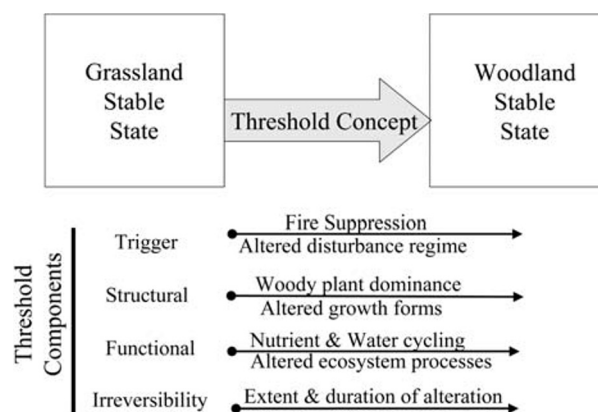 Grassland
Stable
State
Threshold Concept
Woodland
Stable
State
Threshold
Components
Trigger
Fire Suppression
Altered disturbance regime
Structural
Woody plant dominance
Altered growth forms
Functional
Nutrient & Water cycling
Altered ecosystem processes
Irreversibility
Extent & duration of alteration